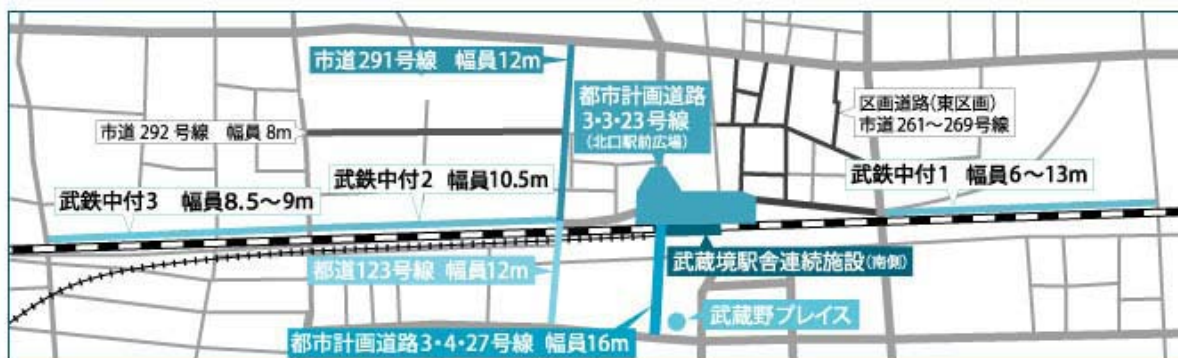 市道291号線 幅員12m
都市計画道路
3・3・23号線
(北口駅前広場)
区画道路(東区画)
市道261〜269号線
市道292号線 幅員8m
武鉄中付2 幅員10.5m
武鉄中付1 幅員6〜13m
武鉄中付3 幅員8.5〜9m
都道123号線 幅員12m
武蔵境駅舎連続施設(南側)
武蔵野プレイス
都市計画道路3・4・27号線 幅員16m